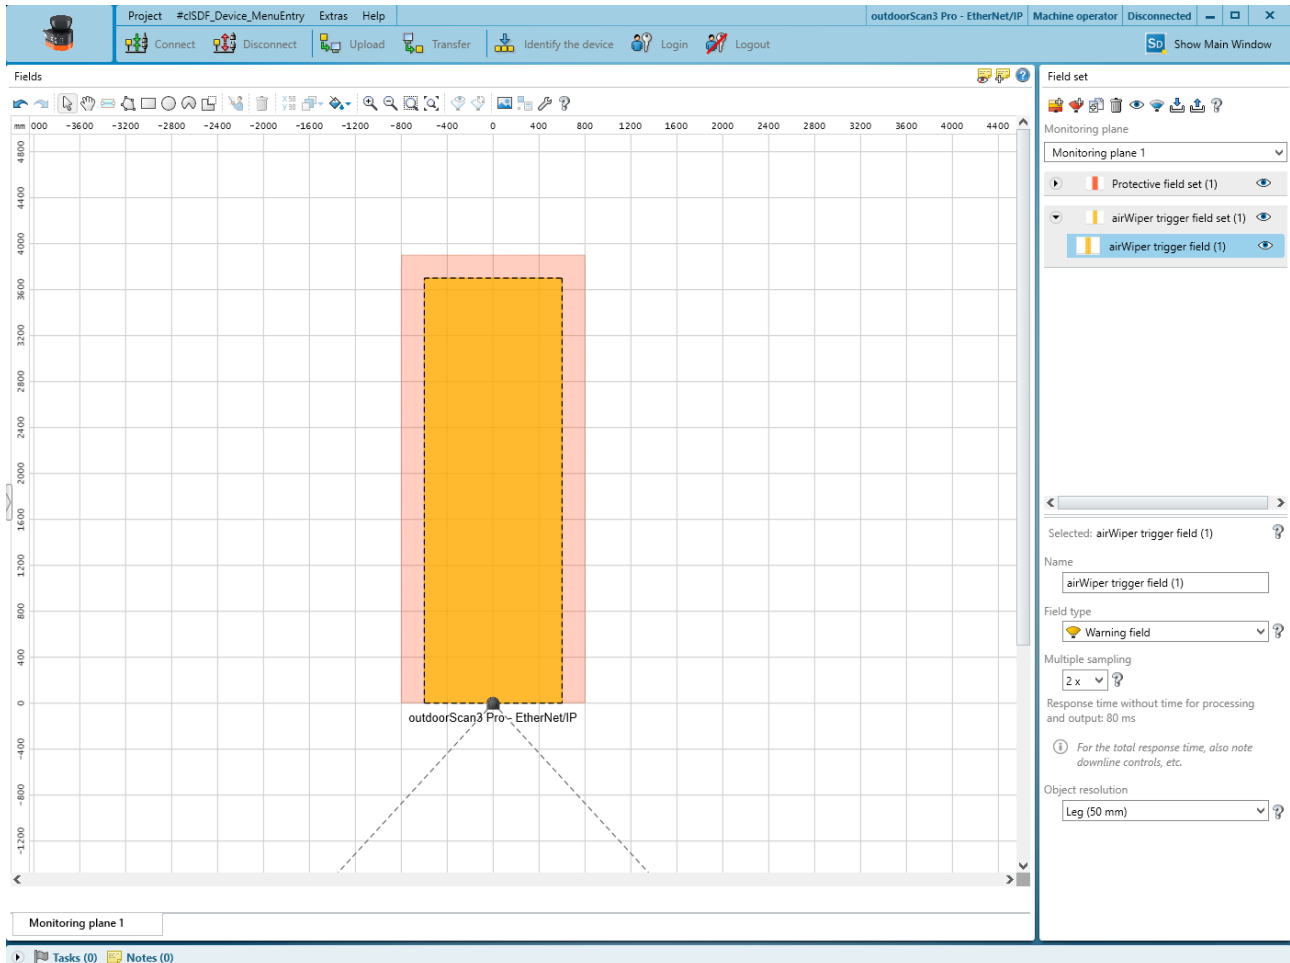 Project #clSDF_Device_MenuEntry Extras Help outdoorScan3 Pro - EtherNet/IP Machine operator Disconnected
Connect Disconnect Upload Transfer Identify the device Login Logout SD Show Main Window
Fields
mm 000 -3600 -3200 -2800 -2400 -2000 -1600 -1200 -800 -400 0 400 800 1200 1600 2000 2400 2800 3200 3600 4000 4400
4800
4400
4000
3600
3200
2800
2400
2000
1600
1200
800
400
0
-400
-800
-1200
outdoorScan3 Pro - EtherNet/IP
Monitoring plane 1
Tasks (0) Notes (0)
Field set
Monitoring plane
Monitoring plane 1
Protective field set (1)
airWiper trigger field set (1)
airWiper trigger field (1)
Selected: airWiper trigger field (1)
Name
airWiper trigger field (1)
Field type
Warning field
Multiple sampling
2 x
Response time without time for processing
and output: 80 ms
For the total response time, also note
downline controls, etc.
Object resolution
Leg (50 mm)